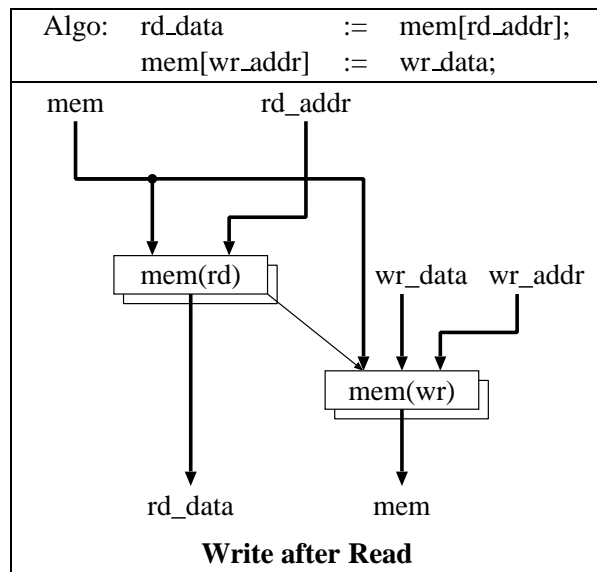 Algo: rd_data := mem[rd_addr];
mem[wr_addr] := wr_data;
mem rd_addr
mem(rd)
wr_data wr_addr
mem(wr)
rd_data mem
Write after Read